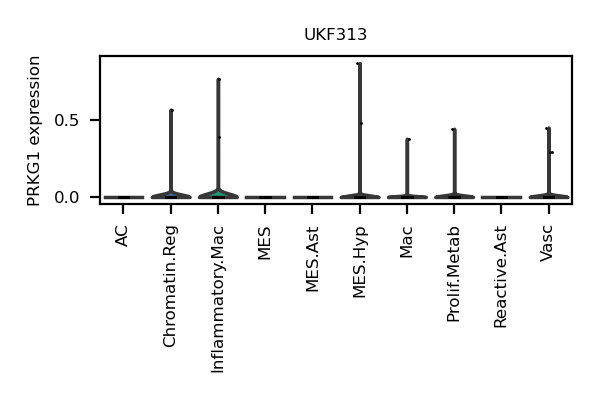 UKF313
PRKG1 expression
0.5
0.0
AC
Chromatin.Reg
Inflammatory.Mac
MES
MES.Ast
MES.Hyp
Mac
Prolif.Metab
Reactive.Ast
Vasc